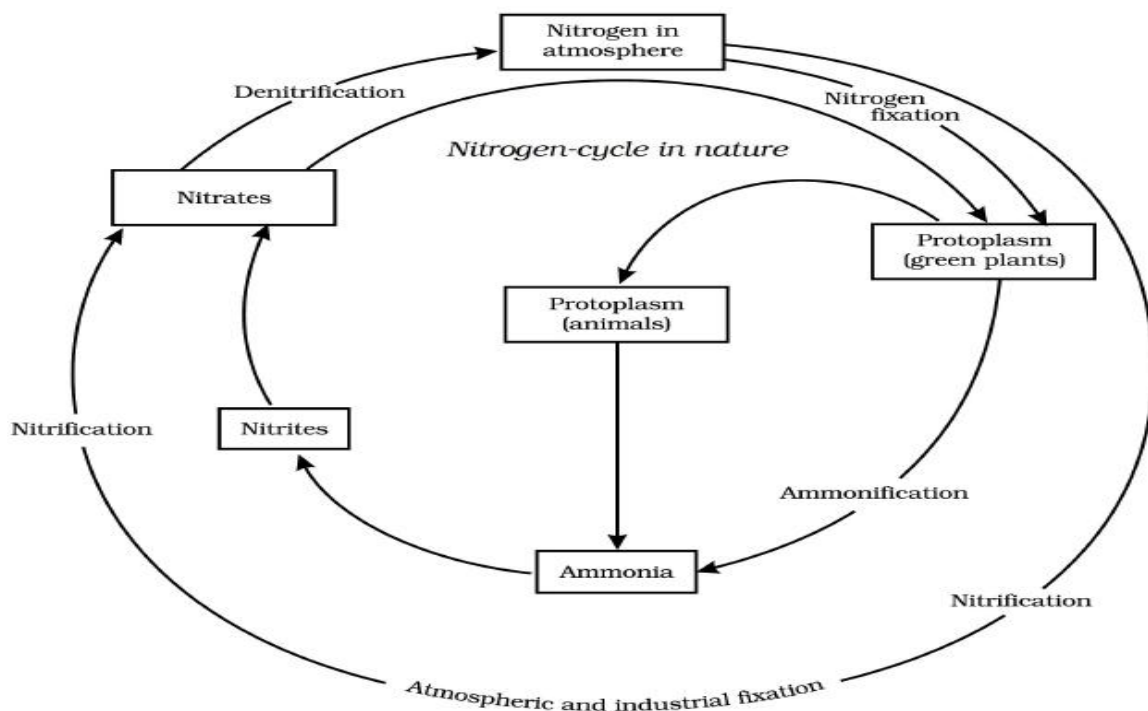 Nitrogen in
atmosphere
Denitrification
Nitrogen
fixation
Nitrogen-cycle in nature
Nitrates
Protoplasm
(green plants)
Protoplasm
(animals)
Nitrification
Nitrites
Ammonification
Ammonia
Nitrification
Atmospheric and industrial fixation